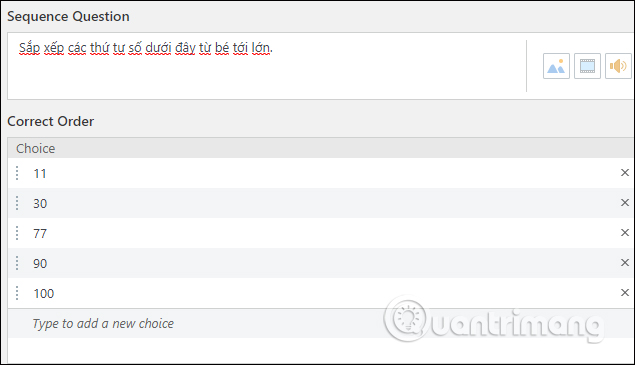 Sequence Question
Sắp xếp các thứ tự số dưới đây từ bé tới lớn.
Correct Order
Choice
11
30
77
90
100
Type to add a new choice
Quantrimang